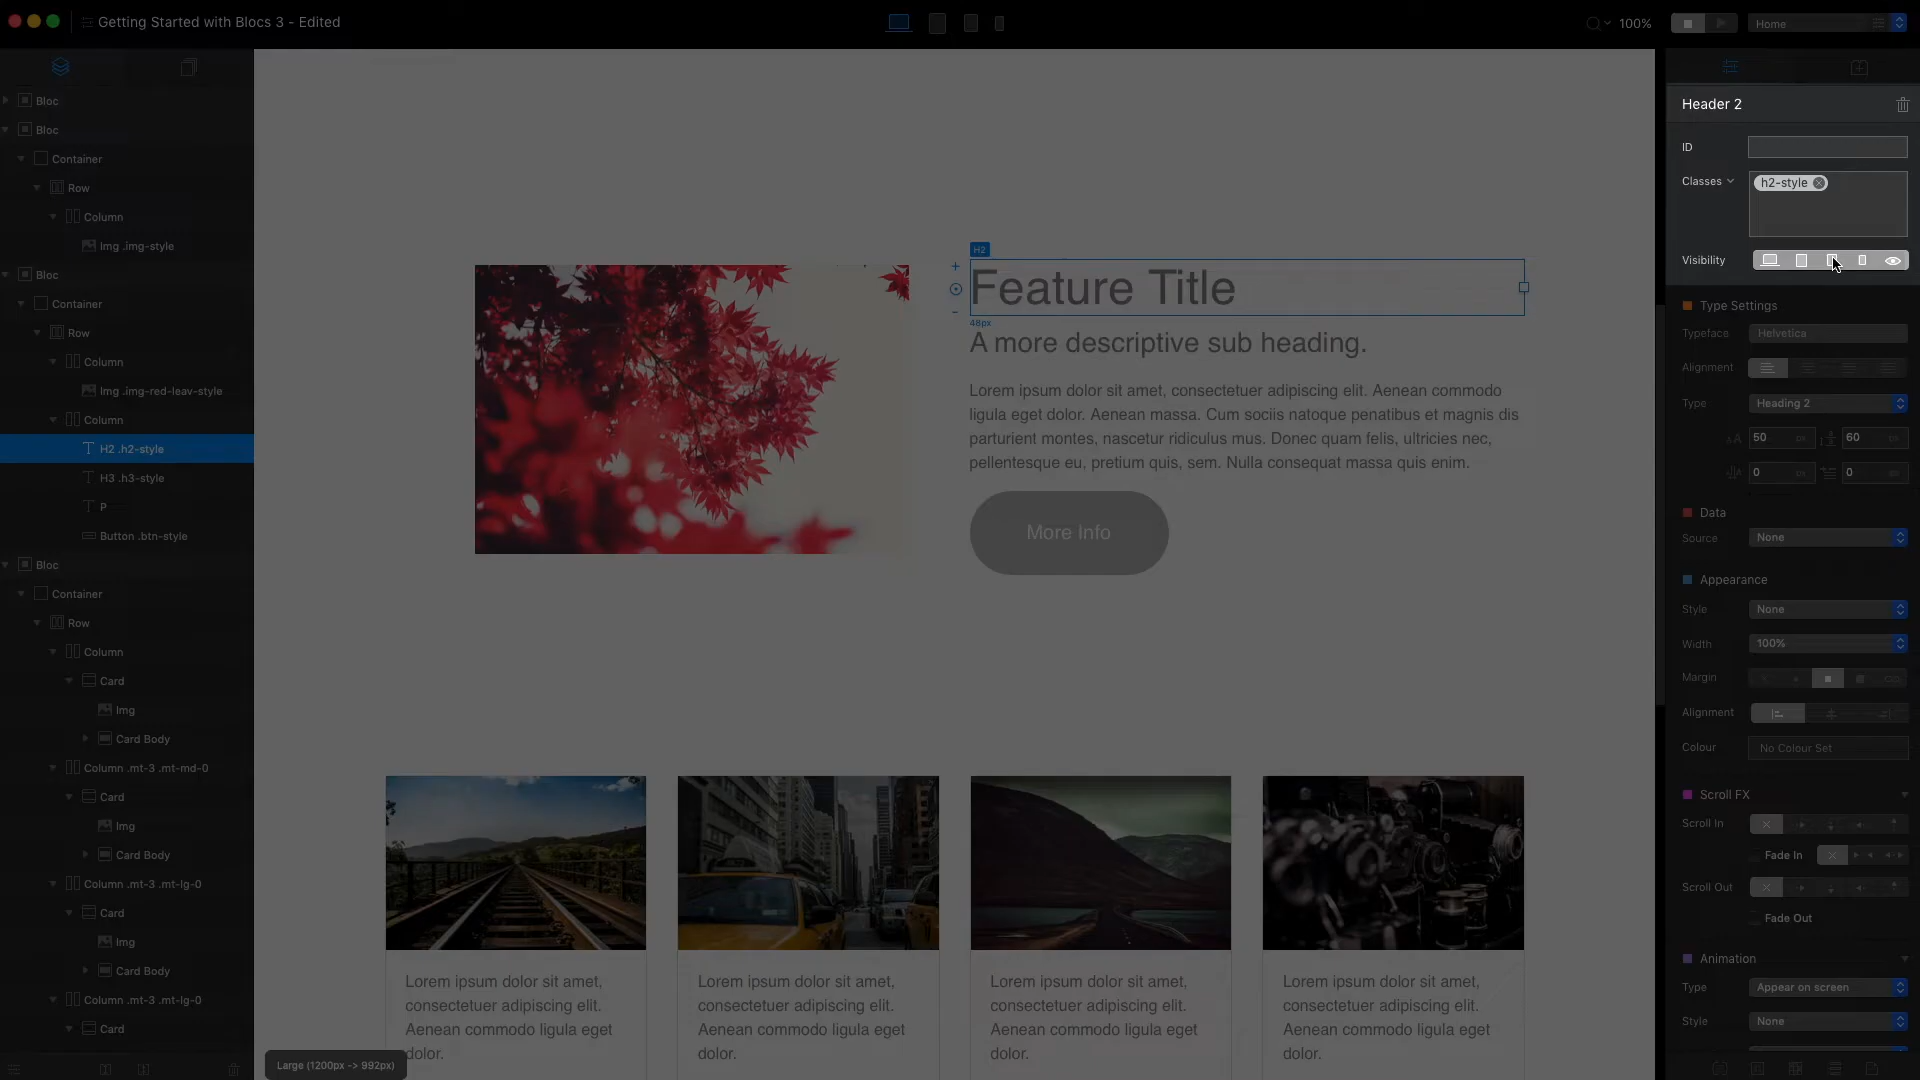 Getting Started with Blocs 3 - Edited
100%
Home
Bloc
Bloc
Container
Row
Column
Img .img-style
Bloc
Container
Row
Column
Img .img-red-leav-style
Column
H2 .h2-style
H3 .h3-style
P
Button .btn-style
Bloc
Container
Row
Column
Card
Img
Card Body
Column .mt-3 .mt-md-0
Card
Img
Card Body
Column .mt-3 .mt-lg-0
Card
Img
Card Body
Column .mt-3 .mt-lg-0
Card
H2
Feature Title
48px
A more descriptive sub heading.
Lorem ipsum dolor sit amet, consectetuer adipiscing elit. Aenean commodo
ligula eget dolor. Aenean massa. Cum sociis natoque penatibus et magnis dis
parturient montes, nascetur ridiculus mus. Donec quam felis, ultricies nec,
pellentesque eu, pretium quis, sem. Nulla consequat massa quis enim.
More Info
Lorem ipsum dolor sit amet,
consectetuer adipiscing elit.
Aenean commodo ligula eget
dolor.
Lorem ipsum dolor sit amet,
consectetuer adipiscing elit.
Aenean commodo ligula eget
dolor.
Lorem ipsum dolor sit amet,
consectetuer adipiscing elit.
Aenean commodo ligula eget
dolor.
Lorem ipsum dolor sit amet,
consectetuer adipiscing elit.
Aenean commodo ligula eget
dolor.
Large (1200px -> 992px)
Header 2
ID
Classes
h2-style
Visibility
Type Settings
Typeface Helvetica
Alignment
Type Heading 2
50 px 60 px
0 px 0 px
Data
Source None
Appearance
Style None
Width 100%
Margin
Alignment
Colour No Colour Set
Scroll FX
Scroll In
Fade In
Scroll Out
Fade Out
Animation
Type Appear on screen
Style None